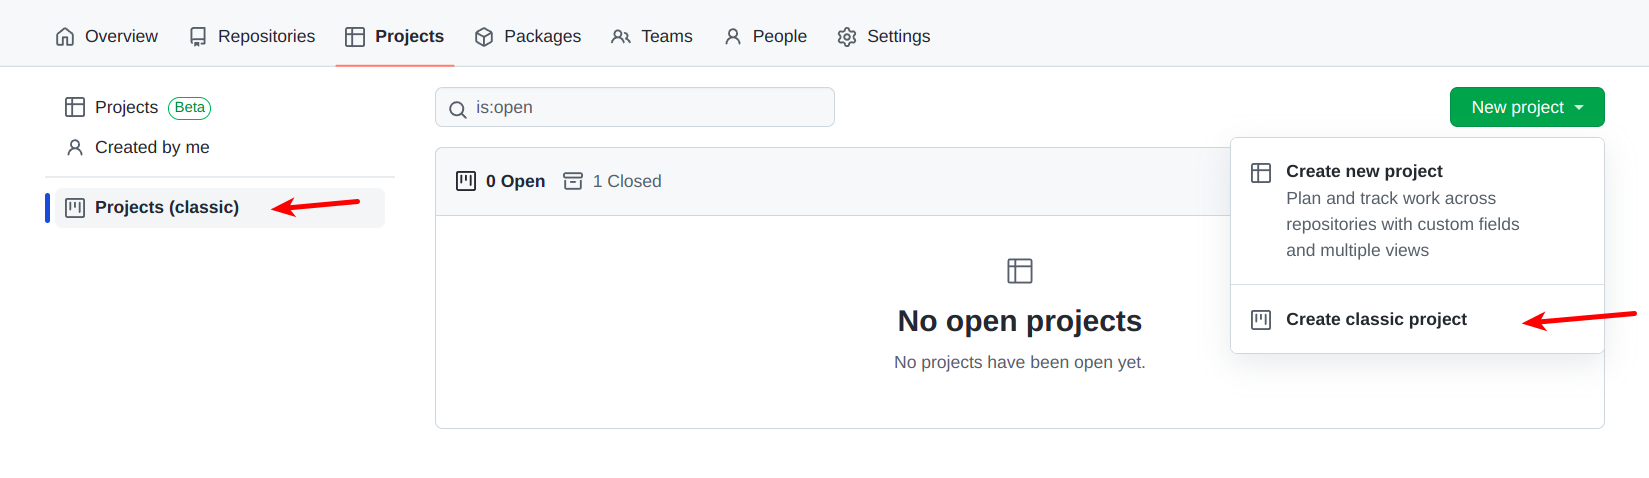 Overview Repositories Projects Packages Teams People Settings
Projects Beta
Created by me
Projects (classic)
is:open
New project
0 Open 1 Closed
No open projects
No projects have been open yet.
Create new project
Plan and track work across
repositories with custom fields
and multiple views
Create classic project